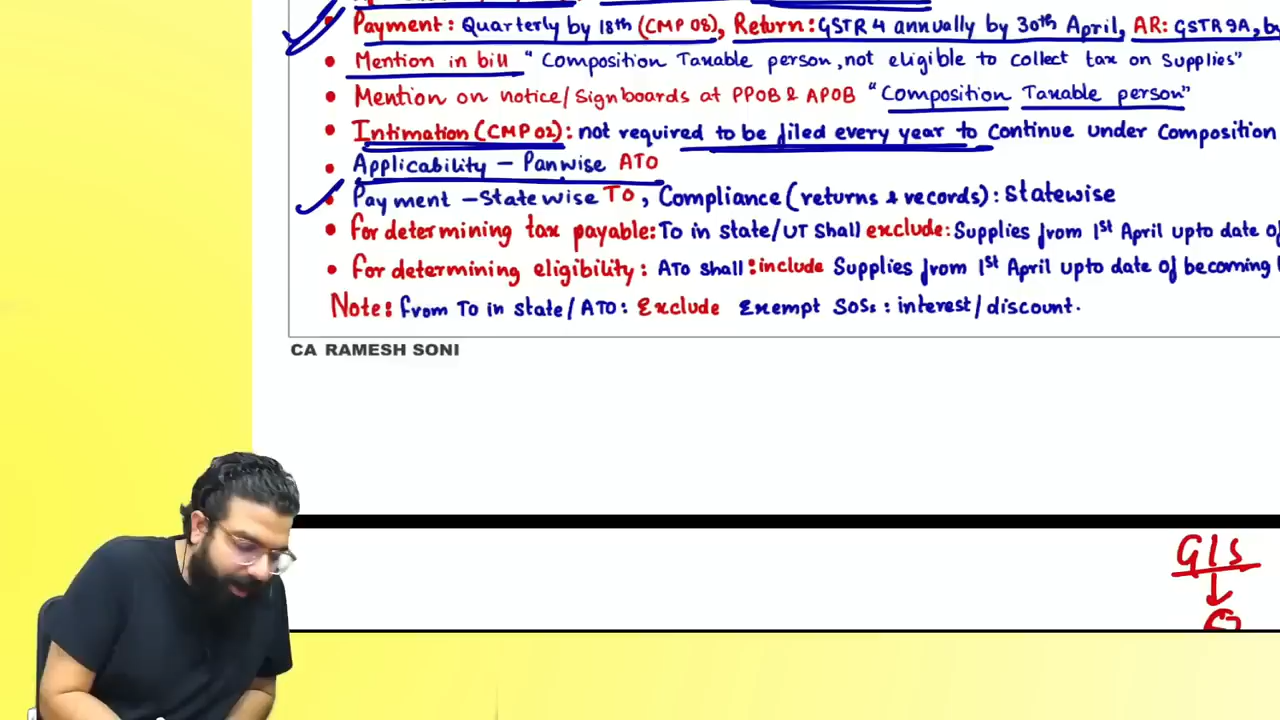 Payment: Quarterly by 18th (CMP 08), Return: GSTR 4 annually by 30th April, AR: GSTR 9A, by
• Mention in bill "Composition Taxable person, not eligible to collect tax on supplies"
• Mention on notice/signboards at PPOB & APOB "Composition Taxable person"
• Intimation (CMP 02): not required to be filed every year to continue under Composition
• Applicability – Panwise ATO
• Payment – Statewise TO, Compliance (returns & records): Statewise
• for determining tax payable: To in state/UT shall exclude: Supplies from 1st April upto date of
• for determining eligibility: ATO shall: include Supplies from 1st April upto date of becoming
Note: from To in state/ATO: Exclude Exempt SOSs: interest/discount.
CA RAMESH SONI